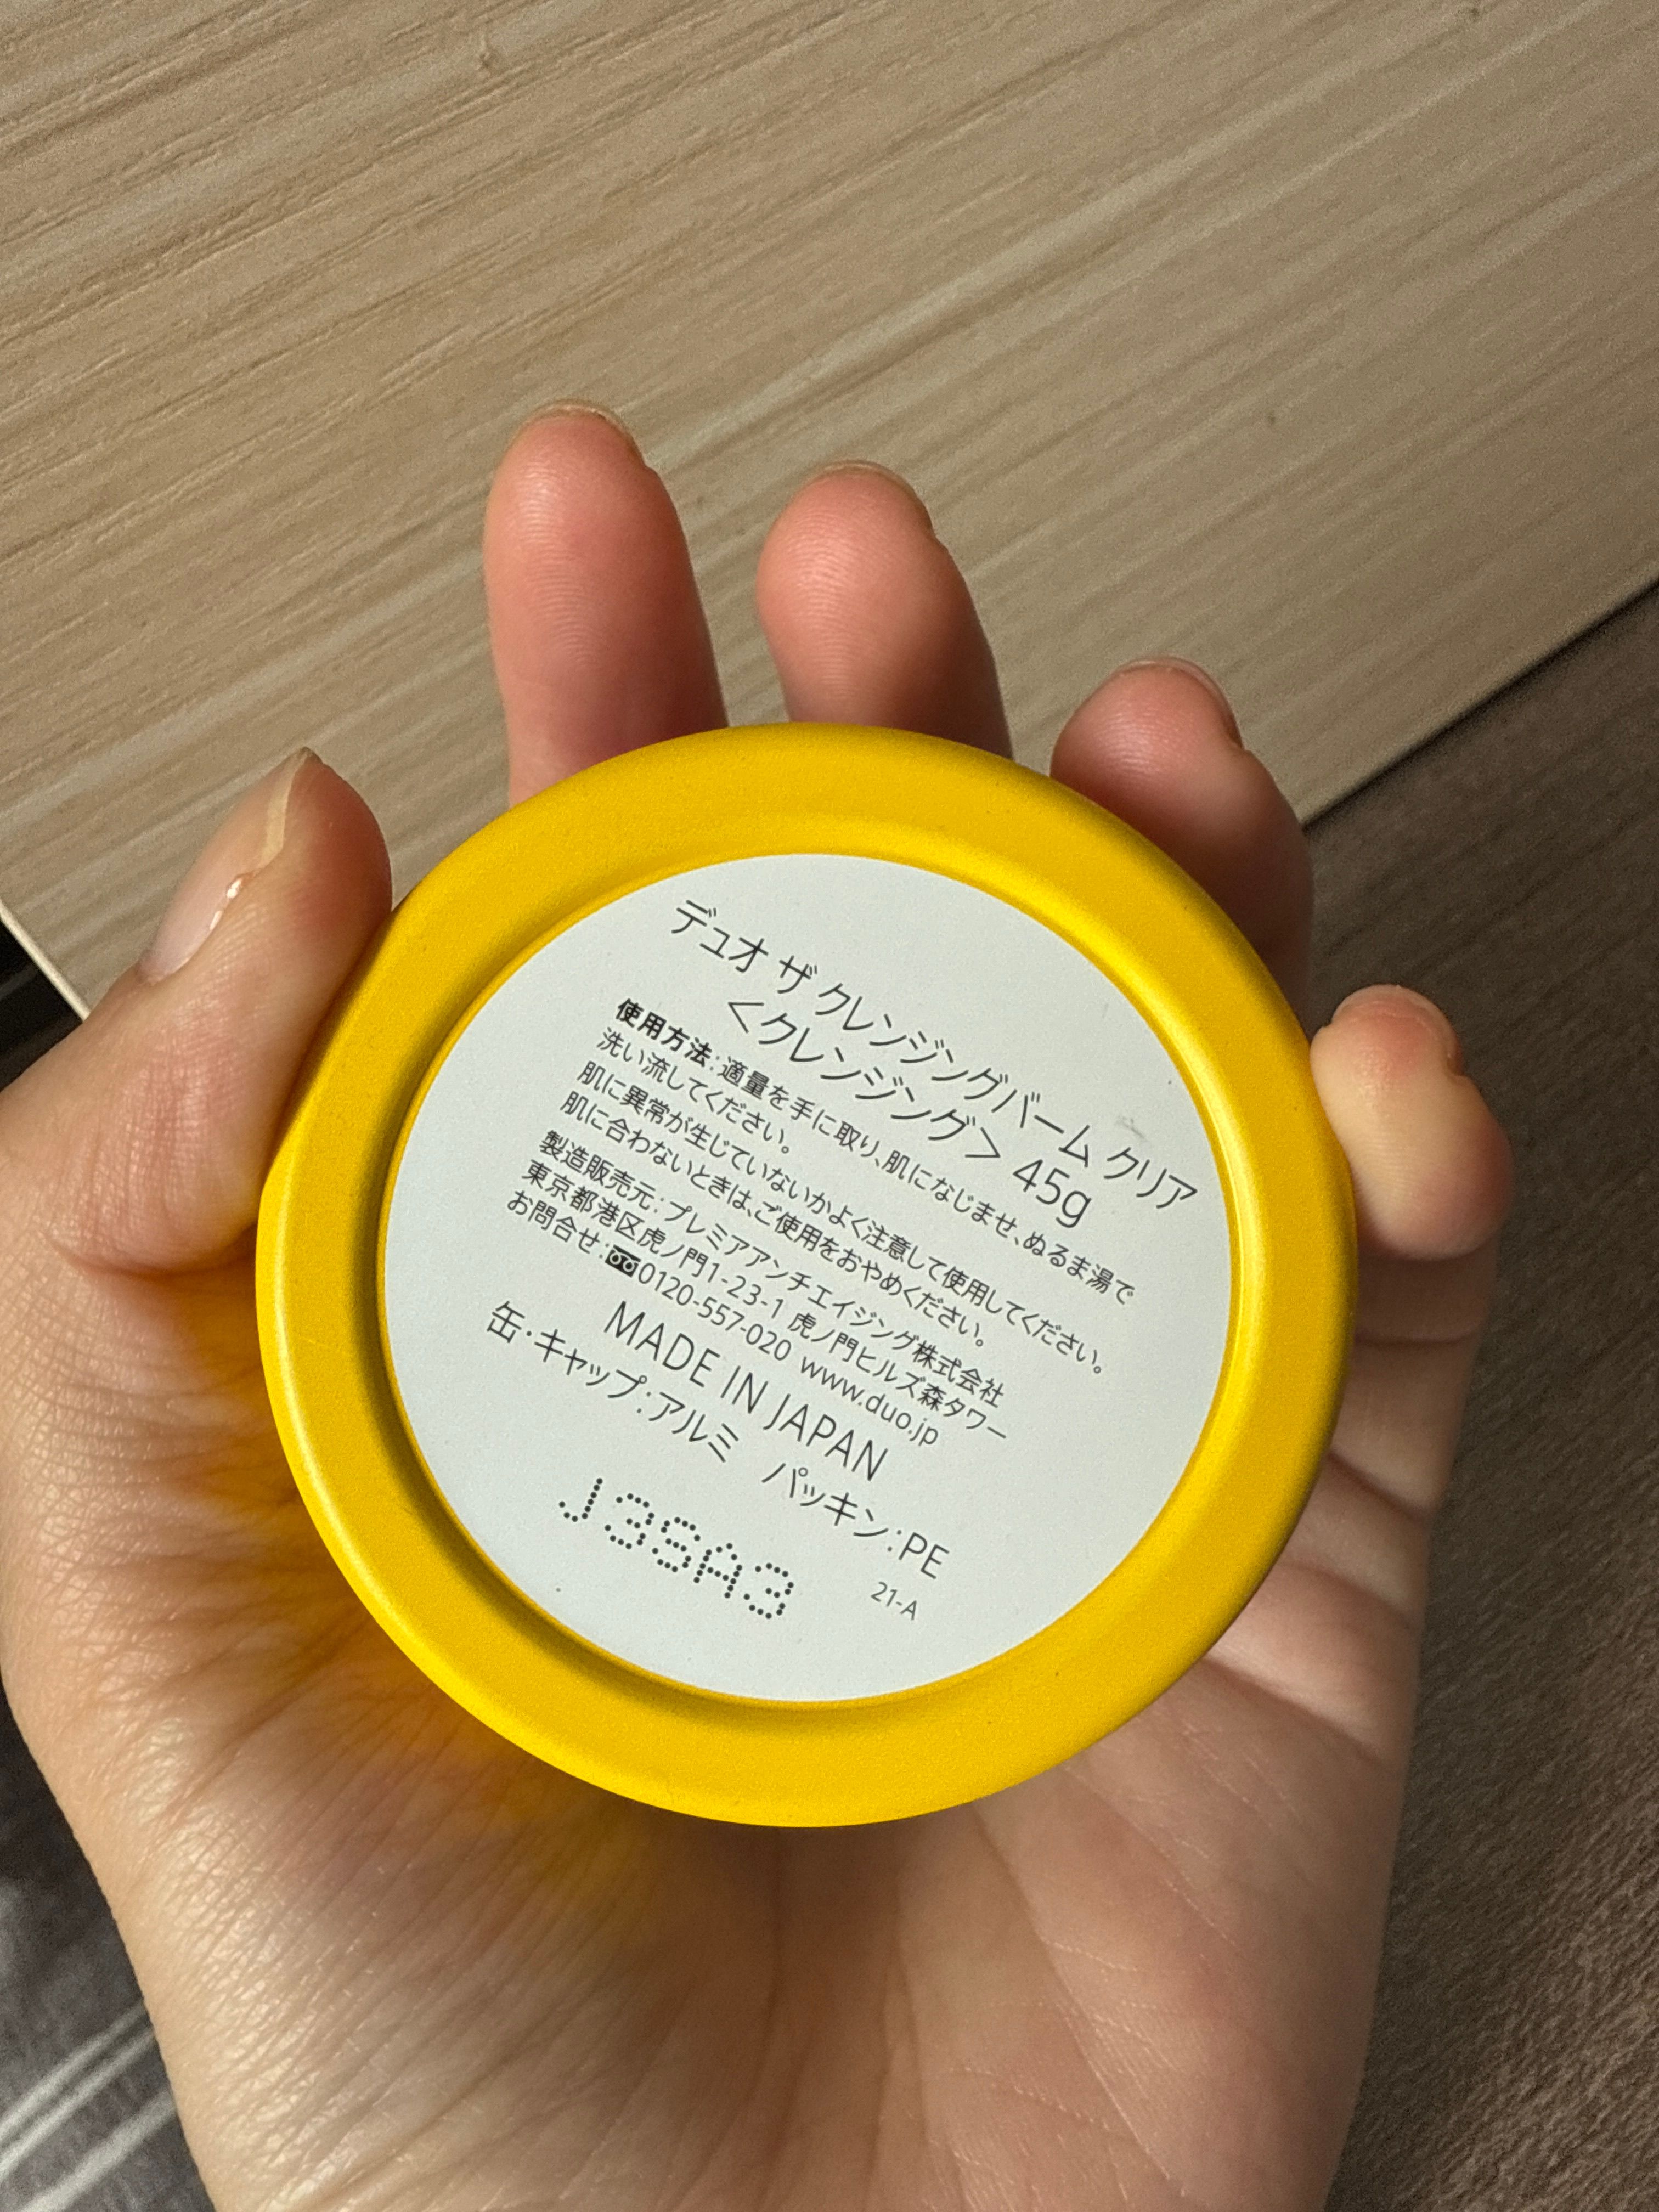 デュオ ザ クレンジングバーム クリア
＜クレンジング＞ 45g
使用方法:適量を手に取り、肌になじませ、ぬるま湯で
洗い流してください。
肌に異常が生じていないかよく注意して使用してください。
肌に合わないときは、ご使用をおやめください。
製造販売元:プレミアアンチエイジング株式会社
東京都港区虎ノ門1-23-1 虎ノ門ヒルズ森タワー
お問合せ:0120-557-020 www.duo.jp
MADE IN JAPAN
缶・キャップ:アルミ　パッキン:PE
21-A
J3SA3